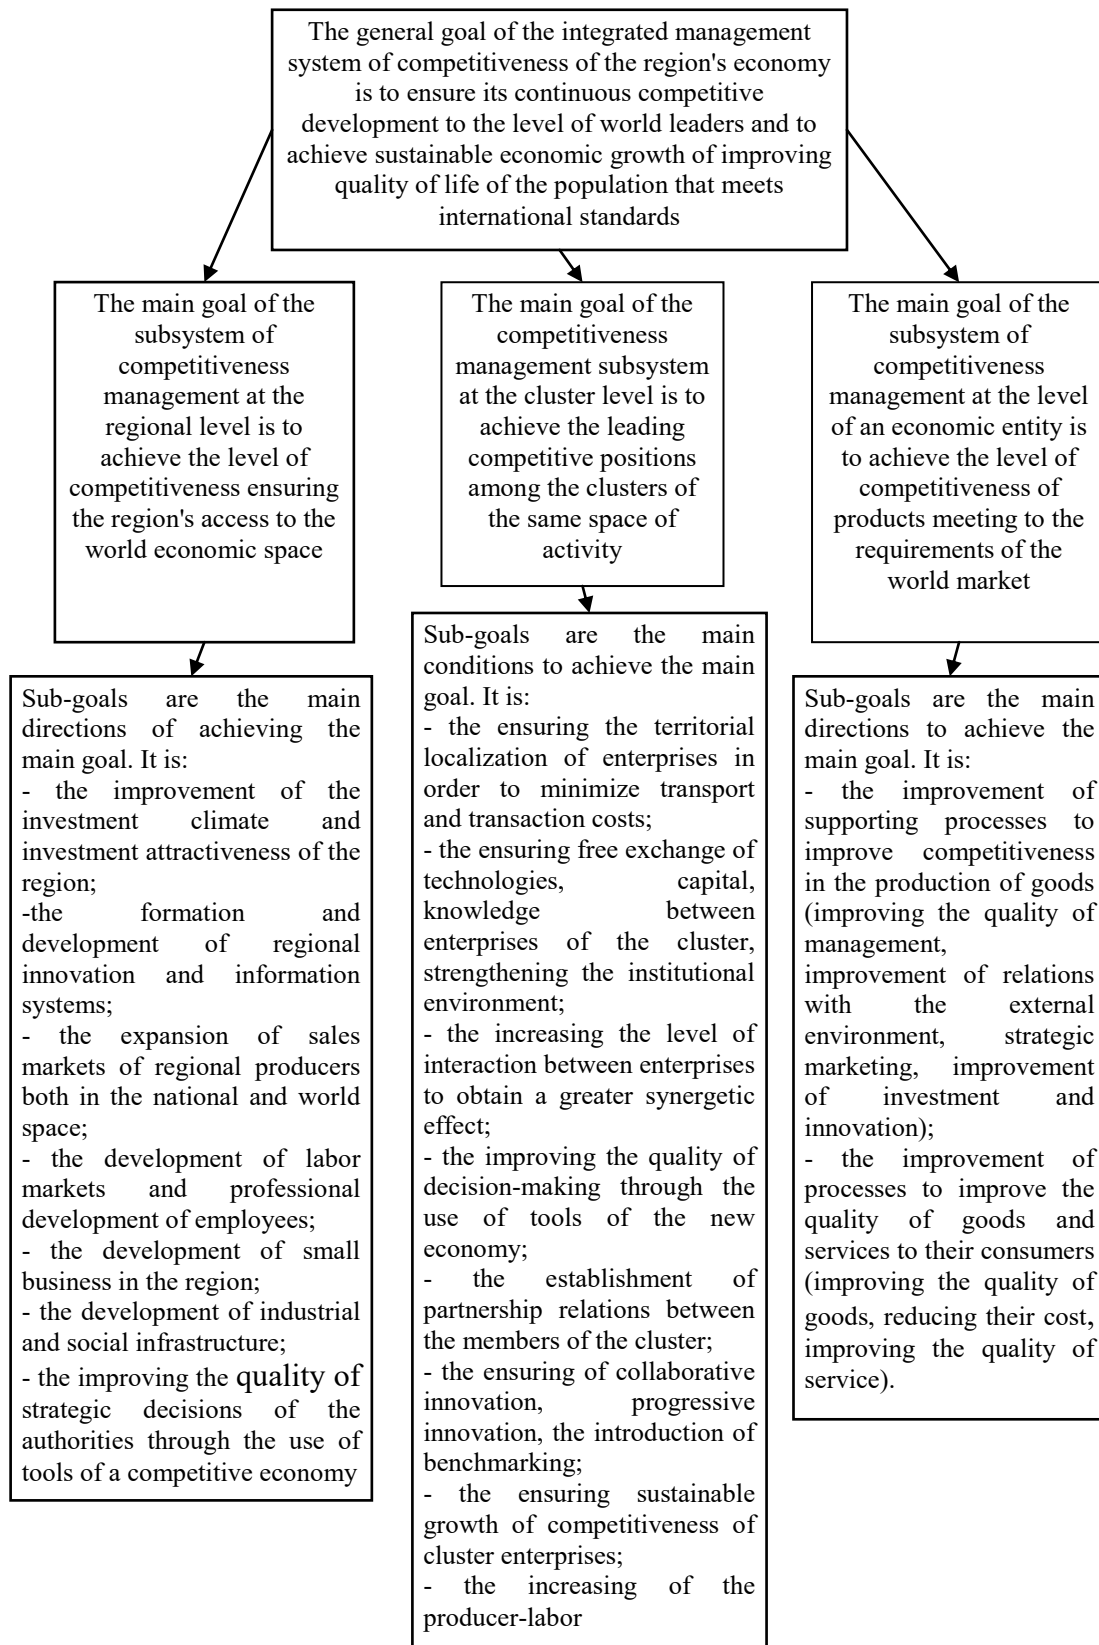 The general goal of the integrated management
system of competitiveness of the region's economy
is to ensure its continuous competitive
development to the level of world leaders and to
achieve sustainable economic growth of improving
quality of life of the population that meets
international standards
The main goal of the
subsystem of
competitiveness
management at the
regional level is to
achieve the level of
competitiveness ensuring
the region's access to the
world economic space
The main goal of the
competitiveness
management subsystem
at the cluster level is to
achieve the leading
competitive positions
among the clusters of
the same space of
activity
The main goal of the
subsystem of
competitiveness
management at the level
of an economic entity is
to achieve the level of
competitiveness of
products meeting to the
requirements of the
world market
Sub-goals are the main
directions of achieving the
main goal. It is:
- the improvement of the
investment climate and
investment attractiveness of the
region;
-the formation and
development of regional
innovation and information
systems;
- the expansion of sales
markets of regional producers
both in the national and world
space;
- the development of labor
markets and professional
development of employees;
- the development of small
business in the region;
- the development of industrial
and social infrastructure;
- the improving the quality of
strategic decisions of the
authorities through the use of
tools of a competitive economy
Sub-goals are the main
conditions to achieve the main
goal. It is:
- the ensuring the territorial
localization of enterprises in
order to minimize transport
and transaction costs;
- the ensuring free exchange of
technologies, capital,
knowledge between
enterprises of the cluster,
strengthening the institutional
environment;
- the increasing the level of
interaction between enterprises
to obtain a greater synergetic
effect;
- the improving the quality of
decision-making through the
use of tools of the new
economy;
- the establishment of
partnership relations between
the members of the cluster;
- the ensuring of collaborative
innovation, progressive
innovation, the introduction of
benchmarking;
- the ensuring sustainable
growth of competitiveness of
cluster enterprises;
- the increasing of the
producer-labor
Sub-goals are the main
directions to achieve the
main goal. It is:
- the improvement of
supporting processes to
improve competitiveness
in the production of goods
(improving the quality of
management,
improvement of relations
with the external
environment, strategic
marketing, improvement
of investment and
innovation);
- the improvement of
processes to improve the
quality of goods and
services to their consumers
(improving the quality of
goods, reducing their cost,
improving the quality of
service).